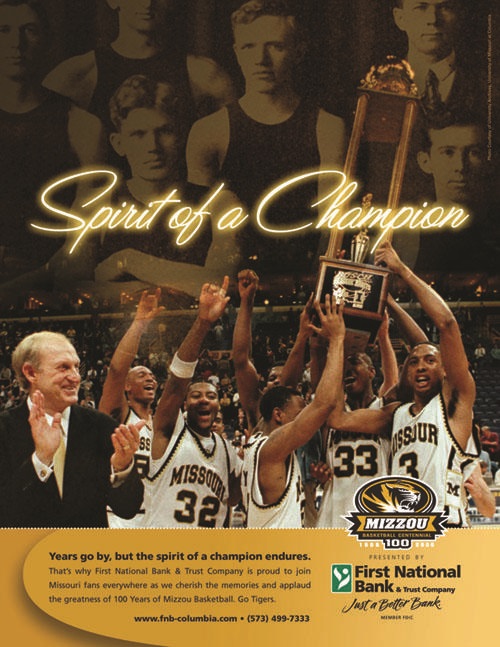 Spirit of a Champion
MISSOURI
32
33
SSOUR
3
M
MIZZOU
BASKETBALL CENTENNIAL
100
PRESENTED BY
First National
Bank & Trust Company
Just a Better Bank
MEMBER FDIC
Years go by, but the spirit of a champion endures.
That's why First National Bank & Trust Company is proud to join
Missouri fans everywhere as we cherish the memories and applaud
the greatness of 100 Years of Mizzou Basketball. Go Tigers.
www.fnb-columbia.com • (573) 499-7333